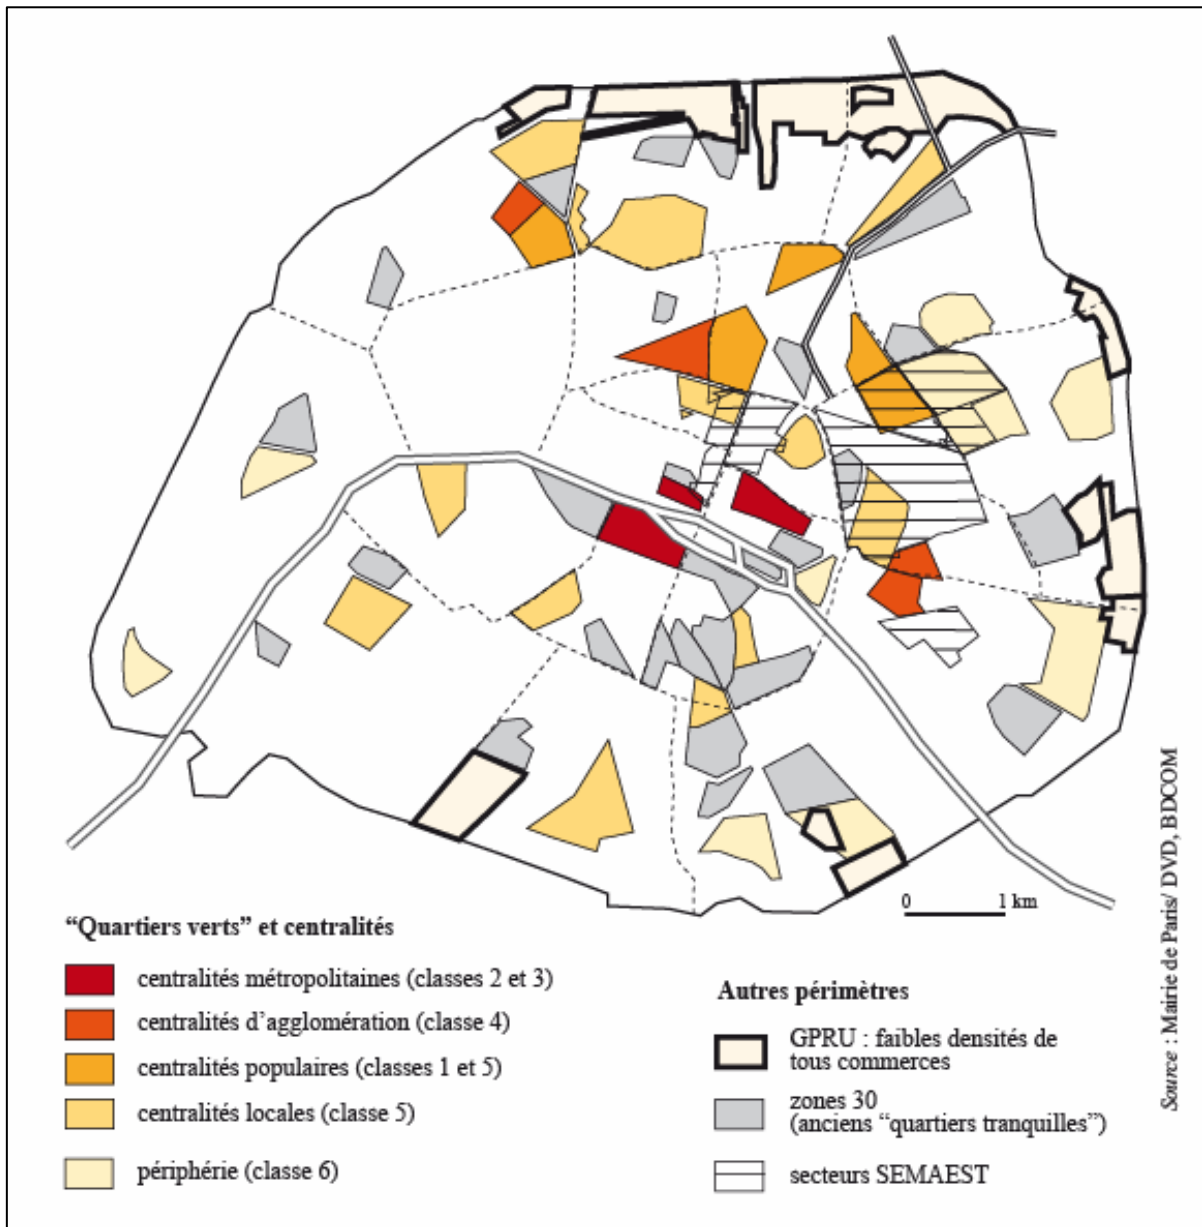 0 1 km
“Quartiers verts” et centralités
centralités métropolitaines (classes 2 et 3)
centralités d’agglomération (classe 4)
centralités populaires (classes 1 et 5)
centralités locales (classe 5)
périphérie (classe 6)
Autres périmètres
GPRU : faibles densités de
tous commerces
zones 30
(anciens “quartiers tranquilles”)
secteurs SEMAEST
Source : Mairie de Paris/ DVD, BDCOM